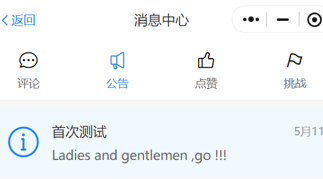 返回 消息中心
评论 公告 点赞 挑战
首次测试 5月11
Ladies and gentlemen ,go !!!